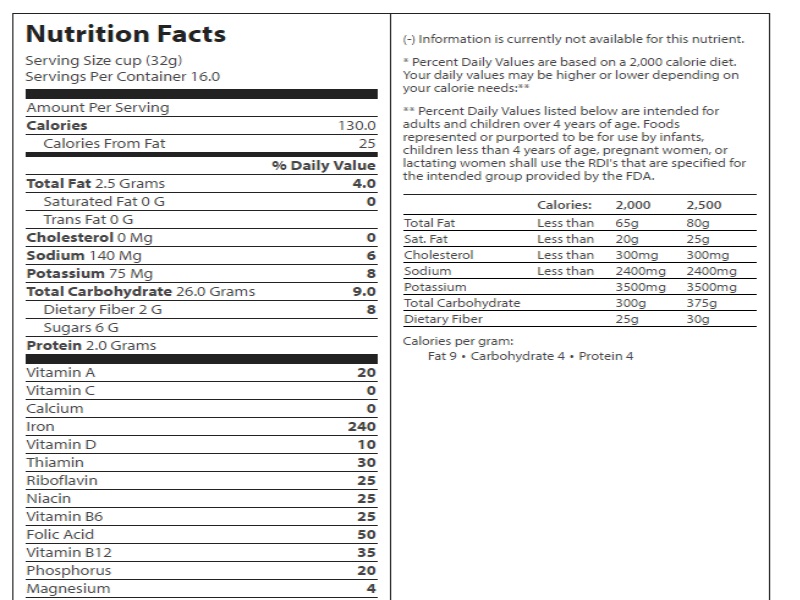 Nutrition Facts
Serving Size cup (32g)
Servings Per Container 16.0
Amount Per Serving
Calories 130.0
Calories From Fat 25
% Daily Value
Total Fat 2.5 Grams 4.0
Saturated Fat 0 G 0
Trans Fat 0 G
Cholesterol 0 Mg 0
Sodium 140 Mg 6
Potassium 75 Mg 8
Total Carbohydrate 26.0 Grams 9.0
Dietary Fiber 2 G 8
Sugars 6 G
Protein 2.0 Grams
Vitamin A 20
Vitamin C 0
Calcium 0
Iron 240
Vitamin D 10
Thiamin 30
Riboflavin 25
Niacin 25
Vitamin B6 25
Folic Acid 50
Vitamin B12 35
Phosphorus 20
Magnesium 4
(-) Information is currently not available for this nutrient.
* Percent Daily Values are based on a 2,000 calorie diet.
Your daily values may be higher or lower depending on
your calorie needs:**
** Percent Daily Values listed below are intended for
adults and children over 4 years of age. Foods
represented or purported to be for use by infants,
children less than 4 years of age, pregnant women, or
lactating women shall use the RDI's that are specified for
the intended group provided by the FDA.
Calories: 2,000 2,500
Total Fat Less than 65g 80g
Sat. Fat Less than 20g 25g
Cholesterol Less than 300mg 300mg
Sodium Less than 2400mg 2400mg
Potassium 3500mg 3500mg
Total Carbohydrate 300g 375g
Dietary Fiber 25g 30g
Calories per gram:
Fat 9 • Carbohydrate 4 • Protein 4